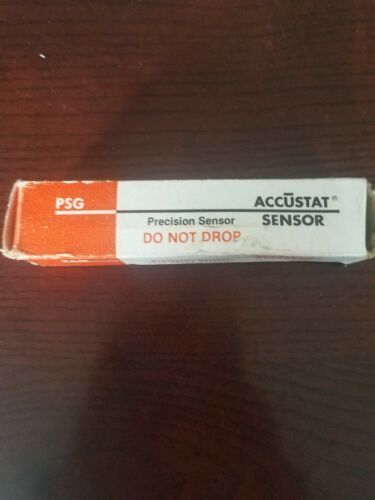 PSG
ACCUSTAT®
Precision Sensor
SENSOR
DO NOT DROP